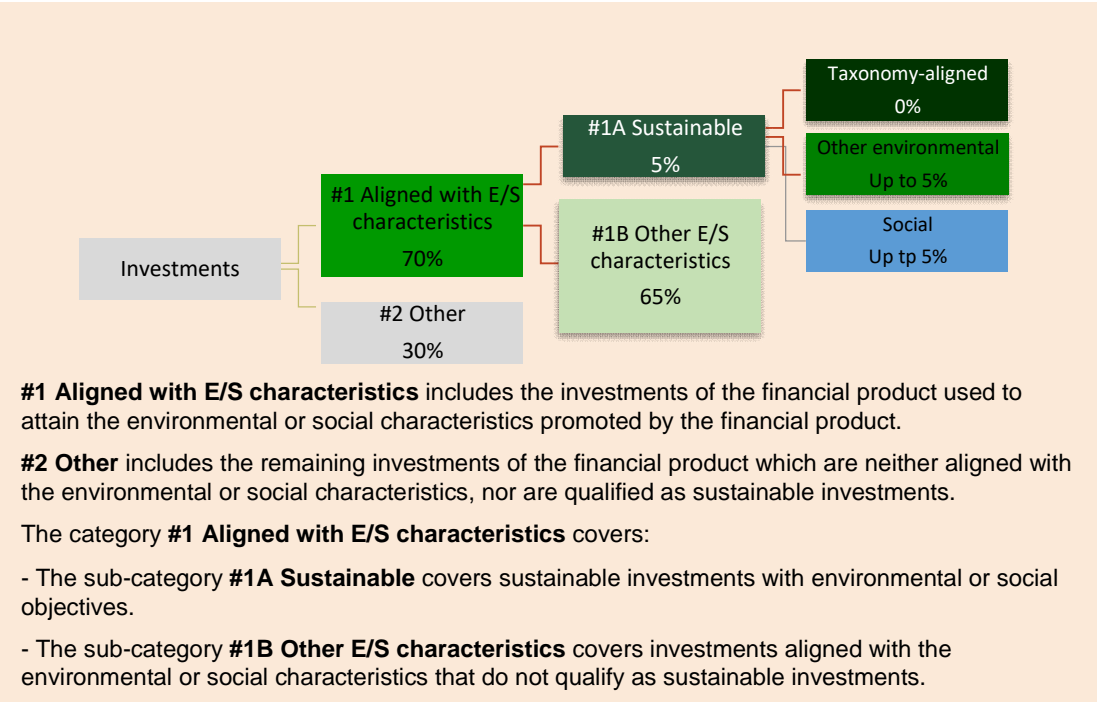 Investments
#1 Aligned with E/S
characteristics
70%
#2 Other
30%
#1A Sustainable
5%
#1B Other E/S
characteristics
65%
Taxonomy-aligned
0%
Other environmental
Up to 5%
Social
Up tp 5%
#1 Aligned with E/S characteristics includes the investments of the financial product used to
attain the environmental or social characteristics promoted by the financial product.
#2 Other includes the remaining investments of the financial product which are neither aligned with
the environmental or social characteristics, nor are qualified as sustainable investments.
The category #1 Aligned with E/S characteristics covers:
- The sub-category #1A Sustainable covers sustainable investments with environmental or social
objectives.
- The sub-category #1B Other E/S characteristics covers investments aligned with the
environmental or social characteristics that do not qualify as sustainable investments.